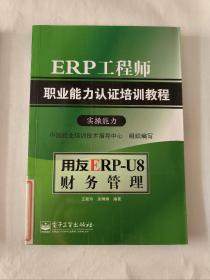 ERP工程师
职业能力认证培训教程
实操能力
中国就业培训技术指导中心 组织编写
用友ERP-U8
财务管理
编著
电子工业出版社